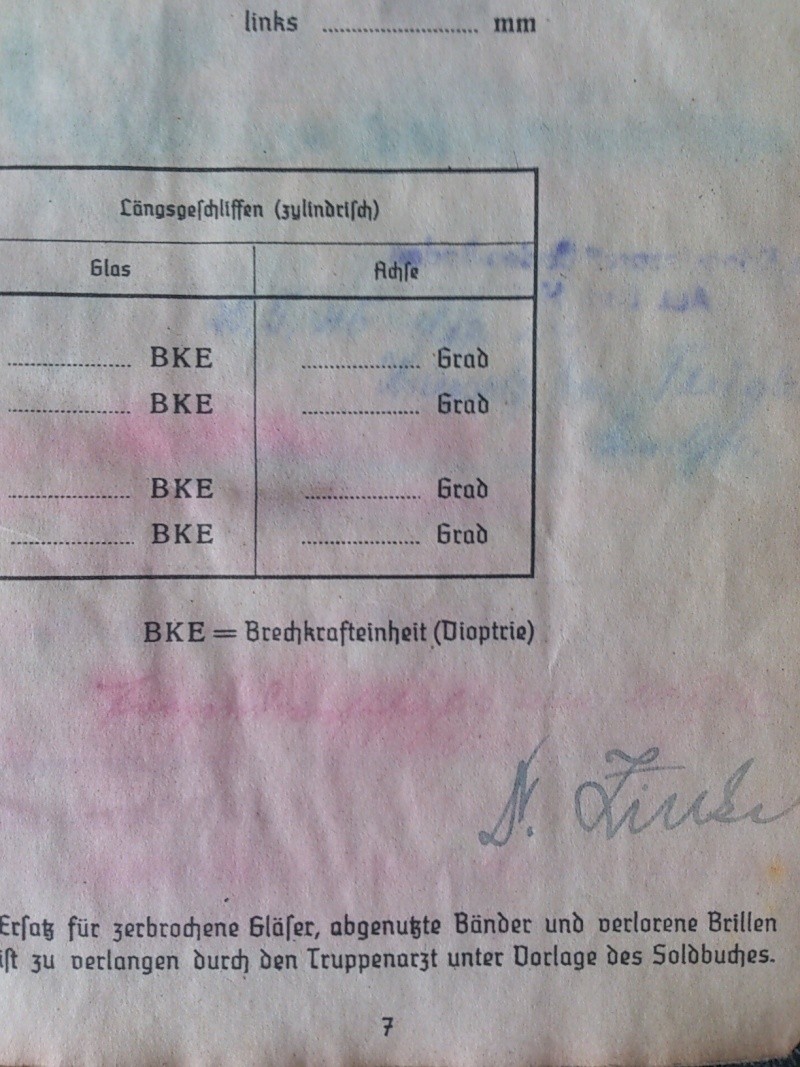 links .......................... mm
Längsgeſchliffen (zylindriſch)
Glas Achſe
..................... BKE .................... Grad
..................... BKE .................... Grad
..................... BKE .................... Grad
..................... BKE .................... Grad
BKE = Brechkrafteinheit (Dioptrie)
Erſatz für zerbrochene Gläſer, abgenutzte Bänder und verlorene Brillen
iſt zu verlangen durch den Truppenarzt unter Vorlage des Soldbuches.
7